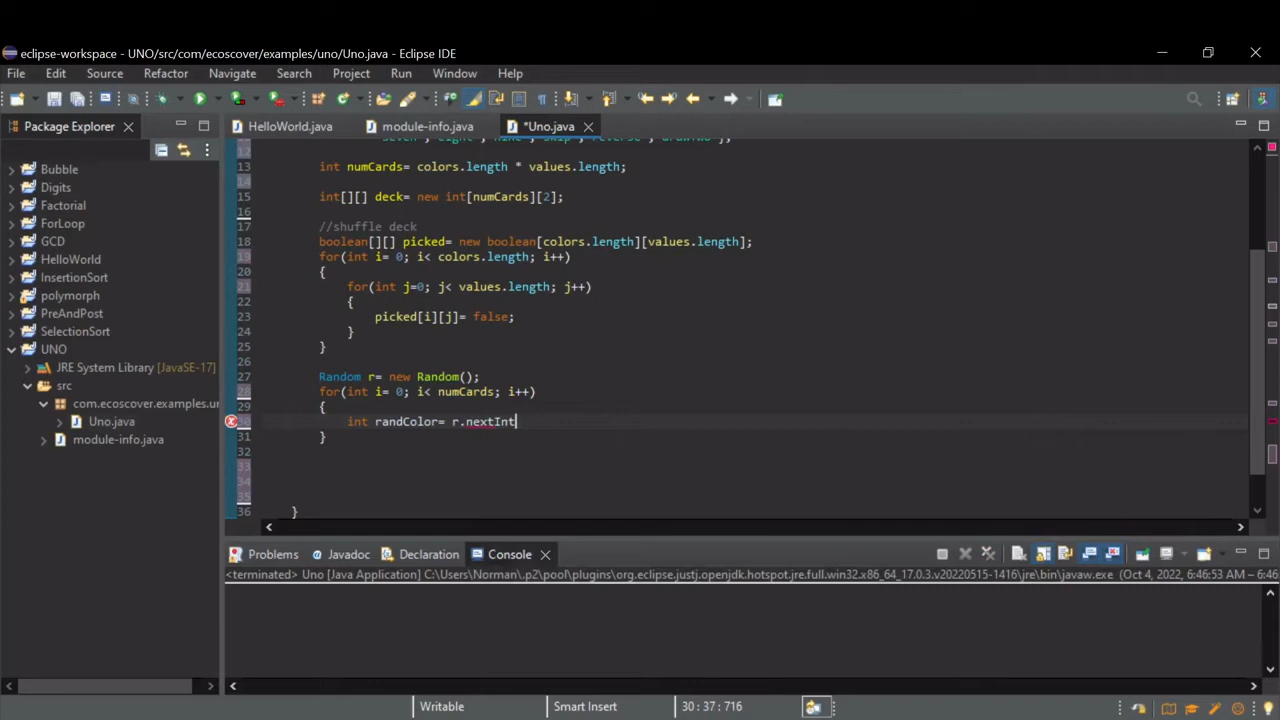 eclipse-workspace - UNO/src/com/ecoscover/examples/uno/Uno.java - Eclipse IDE
File Edit Source Refactor Navigate Search Project Run Window Help
Package Explorer
HelloWorld.java module-info.java *Uno.java
Bubble
Digits
Factorial
ForLoop
GCD
HelloWorld
InsertionSort
polymorph
PreAndPost
SelectionSort
UNO
JRE System Library [JavaSE-17]
src
com.ecoscover.examples.ur
Uno.java
module-info.java
12
13 int numCards= colors.length * values.length;
14
15 int[][] deck= new int[numCards][2];
16
17 //shuffle deck
18 boolean[][] picked= new boolean[colors.length][values.length];
19 for(int i= 0; i< colors.length; i++)
20 {
21 for(int j=0; j< values.length; j++)
22 {
23 picked[i][j]= false;
24 }
25 }
26
27 Random r= new Random();
28 for(int i= 0; i< numCards; i++)
29 {
30 int randColor= r.nextInt
31 }
32
33
34
35
36 }
Problems Javadoc Declaration Console
<terminated> Uno [Java Application] C:\Users\Norman\.p2\pool\plugins\org.eclipse.justj.openjdk.hotspot.jre.full.win32.x86_64_17.0.3.v20220515-1416\jre\bin\javaw.exe (Oct 4, 2022, 6:46:53 AM – 6:46
Writable Smart Insert 30 : 37 : 716